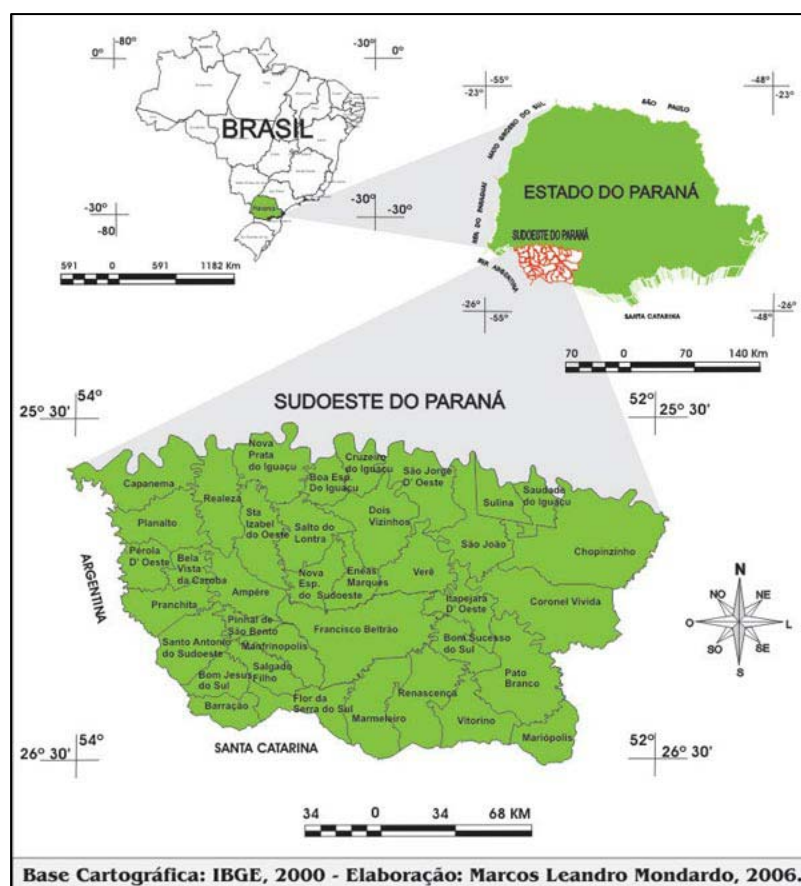 -80°
0°
-30°
0°
BRASIL
Paraná
-30°
-80
-30°
-30°
591 0 591 1182 Km
-55°
-23°
-48°
-23°
MATO GROSSO DO SUL
SÃO PAULO
ESTADO DO PARANÁ
REP. DO PARAGUAI
SUDOESTE DO PARANÁ
REP. ARGENTINA
-26°
-55°
SANTA CATARINA
-26°
-48°
70 0 70 140 Km
SUDOESTE DO PARANÁ
54°
25° 30'
52°
25° 30'
Nova
Prata
do Iguaçu
Cruzeiro
do Iguaçu
Boa Esp.
Do Iguaçu
São Jorge
D' Oeste
Capanema
Realeza
Sulina
Saudade
do Iguaçu
Planalto
Sta
Izabel
do Oeste
Salto do
Lontra
Dois
Vizinhos
São João
Chopinzinho
Pérola
D' Oeste
Bela
Vista
da Caroba
Nova
Esp.
do Sudoeste
Enéas
Marques
Verê
ARGENTINA
Ampére
Itapejara
D' Oeste
Coronel Vivida
Pranchita
Pinhal de
São Bento
Manfrinopolis
Francisco Beltrão
Santo Antonio
do Sudoeste
Bom Sucesso
do Sul
Salgado
Filho
Bom Jesus
do Sul
Pato
Branco
Flor da
Serra do Sul
Renascença
Barração
Marmeleiro
Vitorino
Mariópolis
SANTA CATARINA
N
NO NE
O L
SO SE
S
26° 30'
54°
52°
26° 30'
34 0 34 68 KM
Base Cartográfica: IBGE, 2000 - Elaboração: Marcos Leandro Mondardo, 2006.